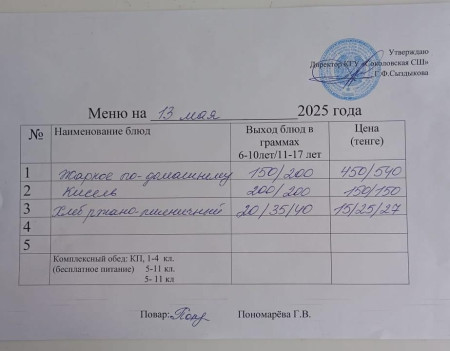 Утверждаю
Директор КГУ «Соколовская СШ»
Г.Ф.Сыздыкова
Меню на 13 мая 2025 года
№ Наименование блюд Выход блюд в граммах 6-10лет/11-17 лет Цена (тенге)
1 Жаркое по-домашнему 150/200 450/540
2 Кисель 200/200 150/150
3 Хлеб ржано-пшеничный 20/35/40 15/25/27
4
5
Комплексный обед: КП, 1-4 кл.
(бесплатное питание) 5-11 кл.
5- 11 кл
Повар: Пономарёва Г.В.